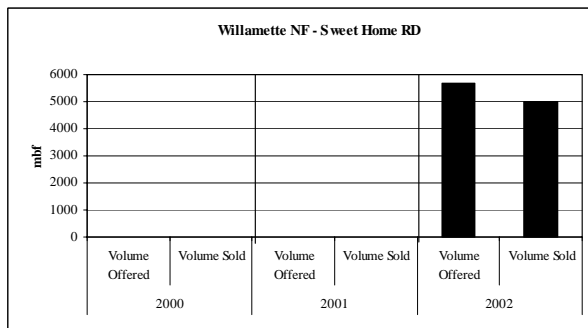 Willamette NF - Sweet Home RD
6000
5000
4000
3000
2000
1000
0
mbf
Volume Offered
Volume Sold
Volume Offered
Volume Sold
Volume Offered
Volume Sold
2000
2001
2002